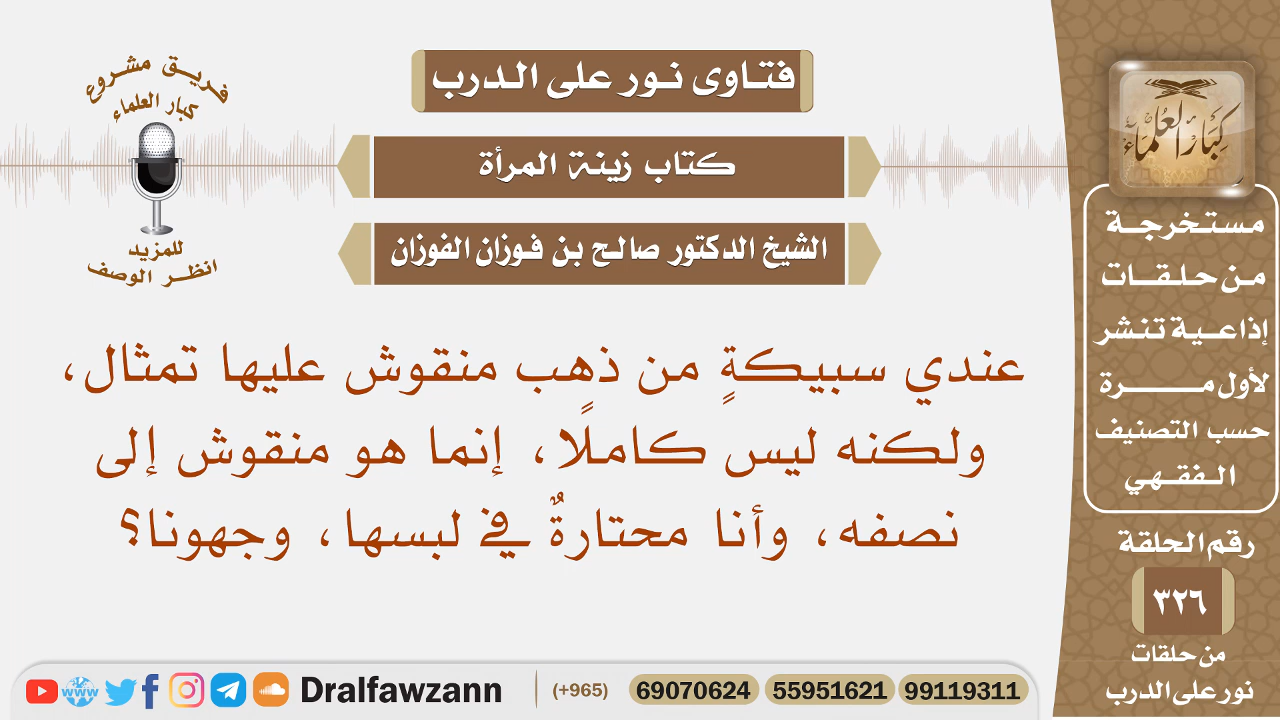 فتاوى نور على الدرب
كتاب زينة المرأة
الشيخ الدكتور صالح بن فوزان الفوزان
فريق مشروع
كبار العلماء
للمزيد
انظر الوصف
عندي سبيكةٍ من ذهب منقوش عليها تمثال،
ولكنه ليس كاملًا، إنما هو منقوش إلى
نصفه، وأنا محتارةٌ في لبسها، وجهونا؟
كبار العلماء
مستخرجة
من حلقات
إذاعية تنشر
لأول مرة
حسب التصنيف
الفقهي
رقم الحلقة
٣٢٦
من حلقات
نور على الدرب
www Dralfawzann (+965) 69070624 55951621 99119311